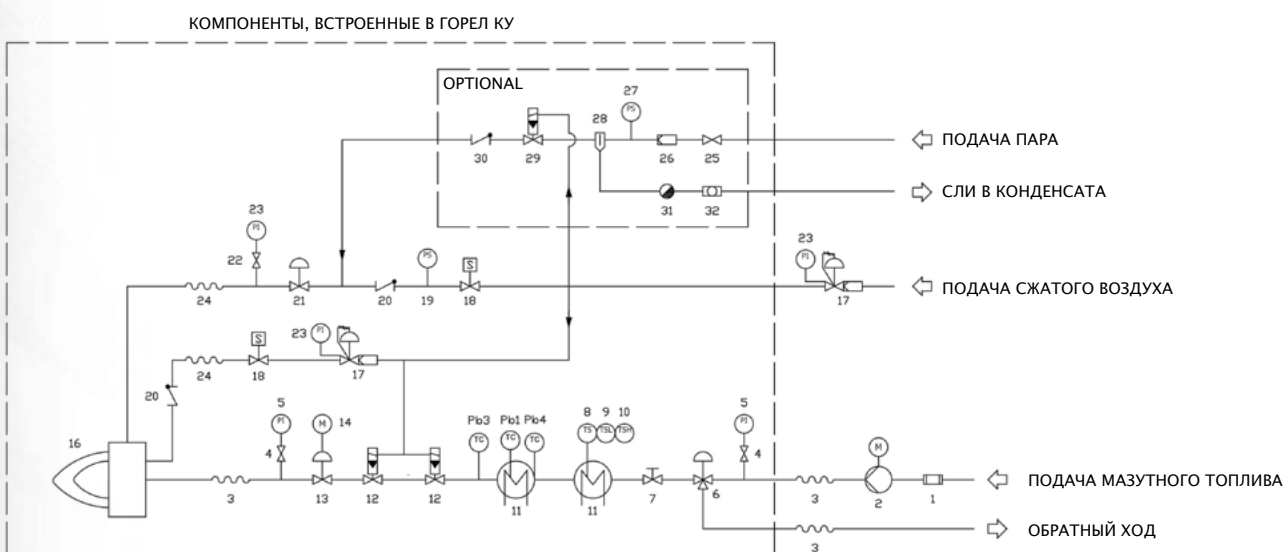 КОМПОНЕНТЫ, ВСТРОЕННЫЕ В ГОРЕЛ КУ
OPTIONAL
27
PS
28
30
29
26
25
ПОДАЧА ПАРА
31
32
СЛИ В КОНДЕНСАТА
23
PI
22
24
21
20
PS
19
S
18
23
PI
17
ПОДАЧА СЖАТОГО ВОЗДУХА
20
24
S
18
23
PI
17
16
5
PI
4
14
M
3
13
12
12
Pb3
TC
Pb1
TC
Pb4
TC
11
8
TS
9
TSL
10
TSH
11
7
6
5
PI
4
3
M
2
1
ПОДАЧА МАЗУТНОГО ТОПЛИВА
3
ОБРАТНЫЙ ХОД